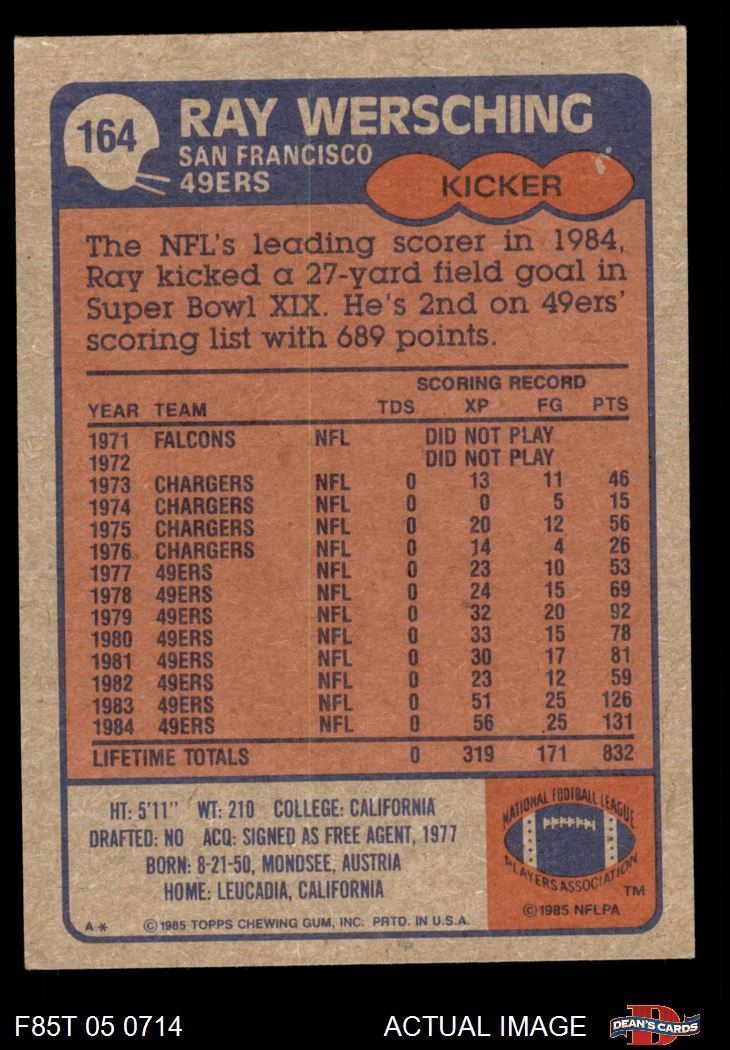 164
RAY WERSCHING
SAN FRANCISCO
49ERS
KICKER
The NFL's leading scorer in 1984,
Ray kicked a 27-yard field goal in
Super Bowl XIX. He's 2nd on 49ers'
scoring list with 689 points.
SCORING RECORD
YEAR TEAM TDS XP FG PTS
1971 FALCONS NFL DID NOT PLAY
1972 DID NOT PLAY
1973 CHARGERS NFL 0 13 11 46
1974 CHARGERS NFL 0 0 5 15
1975 CHARGERS NFL 0 20 12 56
1976 CHARGERS NFL 0 14 4 26
1977 49ERS NFL 0 23 10 53
1978 49ERS NFL 0 24 15 69
1979 49ERS NFL 0 32 20 92
1980 49ERS NFL 0 33 15 78
1981 49ERS NFL 0 30 17 81
1982 49ERS NFL 0 23 12 59
1983 49ERS NFL 0 51 25 126
1984 49ERS NFL 0 56 25 131
LIFETIME TOTALS 0 319 171 832
HT: 5'11" WT: 210 COLLEGE: CALIFORNIA
DRAFTED: NO ACQ: SIGNED AS FREE AGENT, 1977
BORN: 8-21-50, MONDSEE, AUSTRIA
HOME: LEUCADIA, CALIFORNIA
NATIONAL FOOTBALL LEAGUE
PLAYERS ASSOCIATION
TM
© 1985 NFLPA
A* © 1985 TOPPS CHEWING GUM, INC. PRTD. IN U.S.A.
F85T 05 0714
ACTUAL IMAGE
D
DEAN'S CARDS